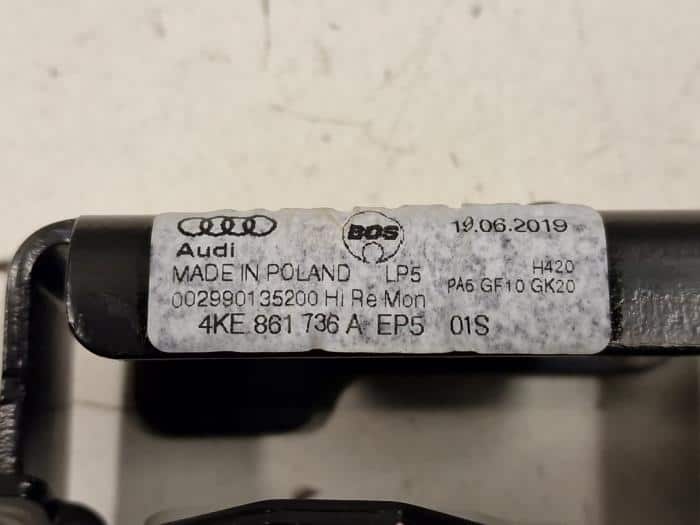 BOS 19.06.2019
Audi
MADE IN POLAND LP5 H420
002990135200 Hi Re Mon PA6 GF10 GK20
4KE 861 736 A EP5 01S